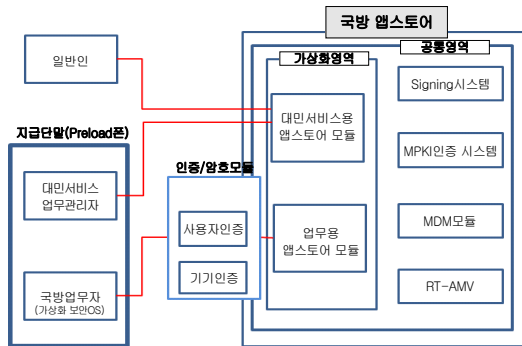 국방 앱스토어
공통영역
가상화영역
일반인
Signing시스템
대민서비스용
앱스토어 모듈
지급단말(Preload폰)
MPKI인증 시스템
인증/암호모듈
대민서비스
업무관리자
사용자인증
업무용
앱스토어 모듈
MDM모듈
기기인증
국방업무자
(가상화 보안OS)
RT-AMV